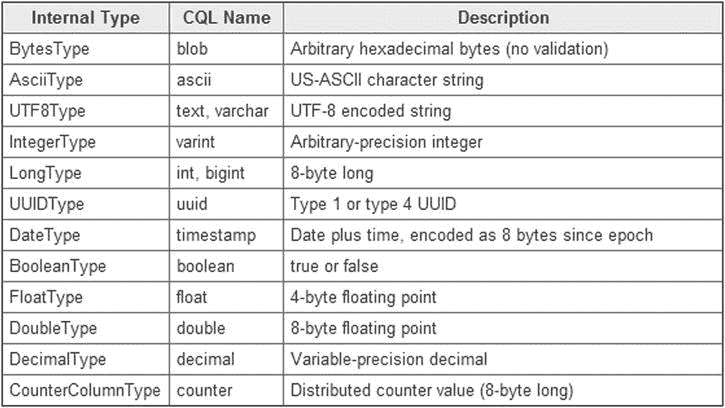 Internal Type CQL Name Description
BytesType blob Arbitrary hexadecimal bytes (no validation)
AsciiType ascii US-ASCII character string
UTF8Type text, varchar UTF-8 encoded string
IntegerType varint Arbitrary-precision integer
LongType int, bigint 8-byte long
UUIDType uuid Type 1 or type 4 UUID
DateType timestamp Date plus time, encoded as 8 bytes since epoch
BooleanType boolean true or false
FloatType float 4-byte floating point
DoubleType double 8-byte floating point
DecimalType decimal Variable-precision decimal
CounterColumnType counter Distributed counter value (8-byte long)